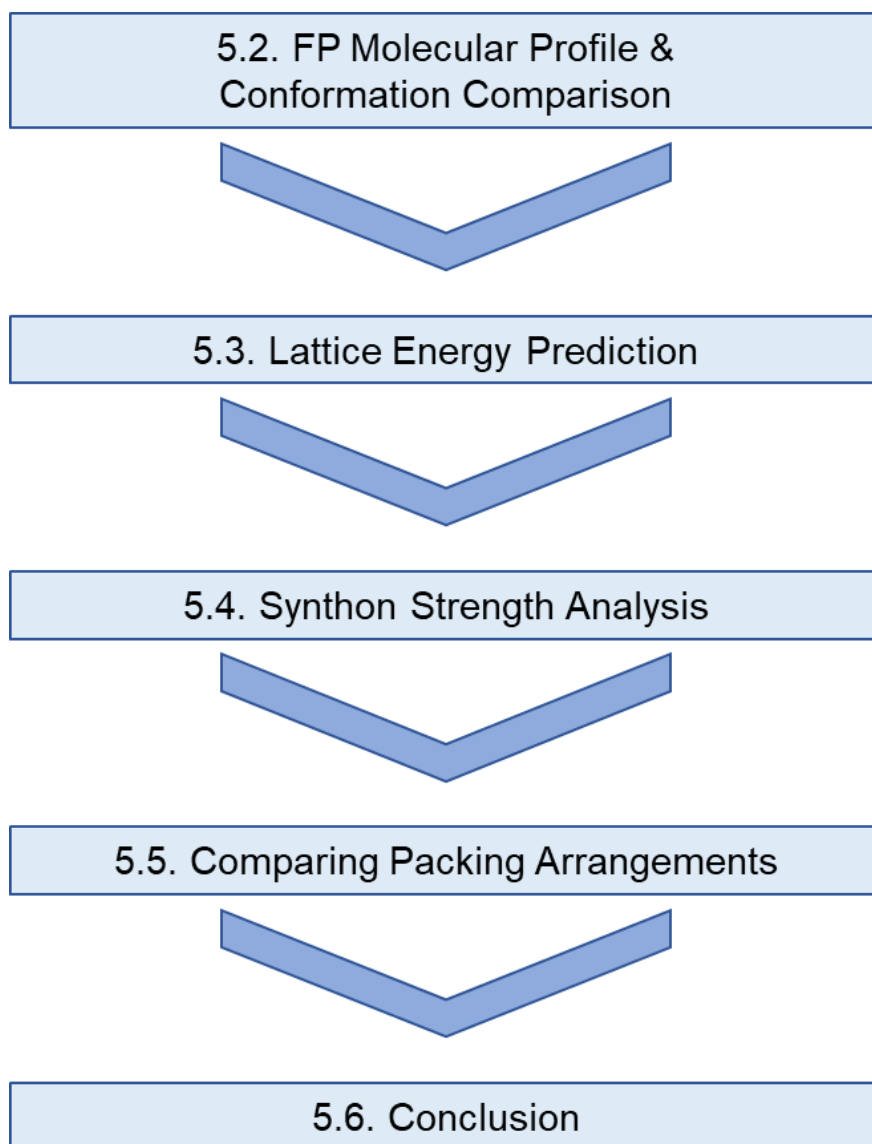 5.2. FP Molecular Profile &
Conformation Comparison
5.3. Lattice Energy Prediction
5.4. Synthon Strength Analysis
5.5. Comparing Packing Arrangements
5.6. Conclusion